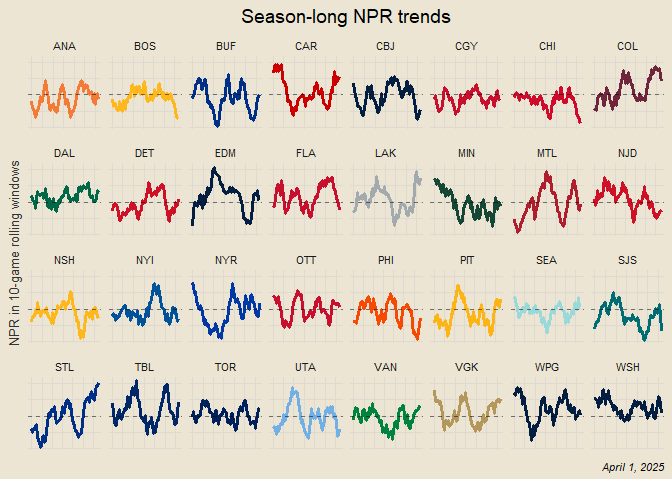 Season-long NPR trends
ANA BOS BUF CAR CBJ CGY CHI COL
DAL DET EDM FLA LAK MIN MTL NJD
NSH NYI NYR OTT PHI PIT SEA SJS
STL TBL TOR UTA VAN VGK WPG WSH
NPR in 10-game rolling windows
April 1, 2025